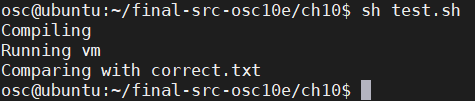 osc@ubuntu:~/final-src-osc10e/ch10$ sh test.sh
Compiling
Running vm
Comparing with correct.txt
osc@ubuntu:~/final-src-osc10e/ch10$